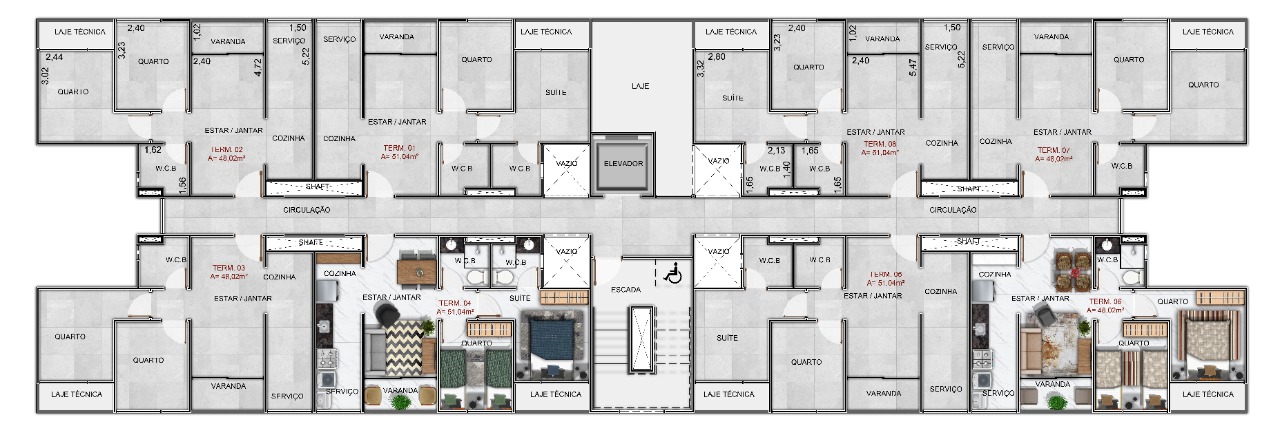 LAJE TÉCNICA
2,40
1,02
VARANDA
1,50
SERVIÇO
SERVIÇO
VARANDA
LAJE TÉCNICA
2,44
3,02
3,23
QUARTO
2,40
4,72
5,22
QUARTO
QUARTO
SUÍTE
ESTAR / JANTAR
COZINHA
COZINHA
ESTAR / JANTAR
TERM. 02
A= 48,02m²
TERM. 01
A= 51,04m²
1,62
W.C.B
1,56
W.C.B
W.C.B
VAZIO
SHAFT
LAJE
ELEVADOR
LAJE TÉCNICA
2,40
1,02
VARANDA
1,50
SERVIÇO
SERVIÇO
VARANDA
LAJE TÉCNICA
2,80
3,32
3,23
QUARTO
2,40
5,47
5,22
QUARTO
QUARTO
SUÍTE
ESTAR / JANTAR
COZINHA
COZINHA
ESTAR / JANTAR
TERM. 08
A= 51,04m²
TERM. 07
A= 48,02m²
VAZIO
2,13
1,65
W.C.B
1,40
1,65
W.C.B
W.C.B
SHAFT
CIRCULAÇÃO
CIRCULAÇÃO
SHAFT
SHAFT
W.C.B
TERM. 03
A= 48,02m²
COZINHA
COZINHA
W.C.B
W.C.B
VAZIO
ESTAR / JANTAR
ESTAR / JANTAR
SUÍTE
TERM. 04
A= 51,04m²
QUARTO
QUARTO
QUARTO
VARANDA
SERVIÇO
SERVIÇO
VARANDA
LAJE TÉCNICA
LAJE TÉCNICA
ESCADA
VAZIO
W.C.B
W.C.B
TERM. 06
A= 51,04m²
COZINHA
COZINHA
W.C.B
ESTAR / JANTAR
ESTAR / JANTAR
QUARTO
TERM. 05
A= 48,02m²
SUÍTE
QUARTO
QUARTO
VARANDA
SERVIÇO
SERVIÇO
VARANDA
LAJE TÉCNICA
LAJE TÉCNICA